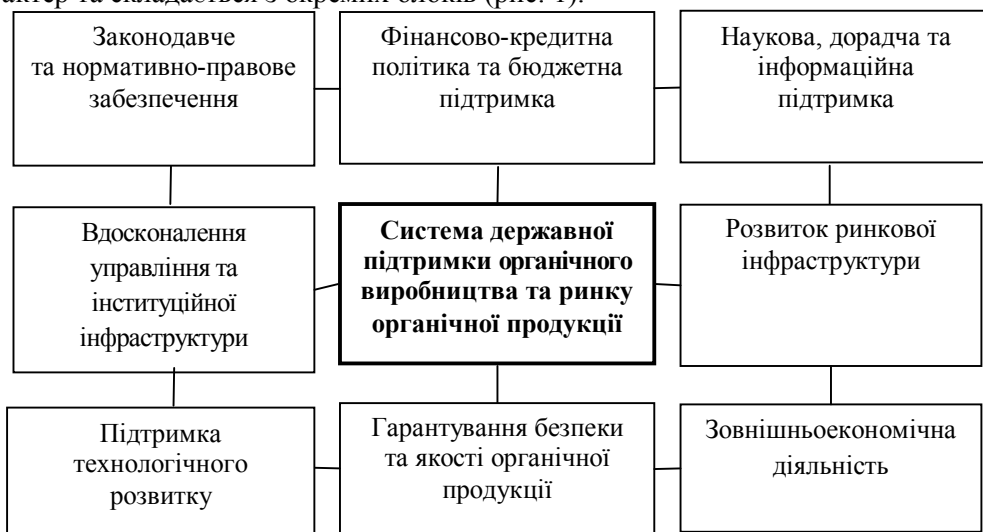 актер та складається з окремих блоків (рис. 1).
Законодавче
та нормативно-правове
забезпечення
Фінансово-кредитна
політика та бюджетна
підтримка
Наукова, дорадча та
інформаційна
підтримка
Вдосконалення
управління та
інституційної
інфраструктури
Система державної
підтримки органічного
виробництва та ринку
органічної продукції
Розвиток ринкової
інфраструктури
Підтримка
технологічного
розвитку
Гарантування безпеки
та якості органічної
продукції
Зовнішньоекономічна
діяльність